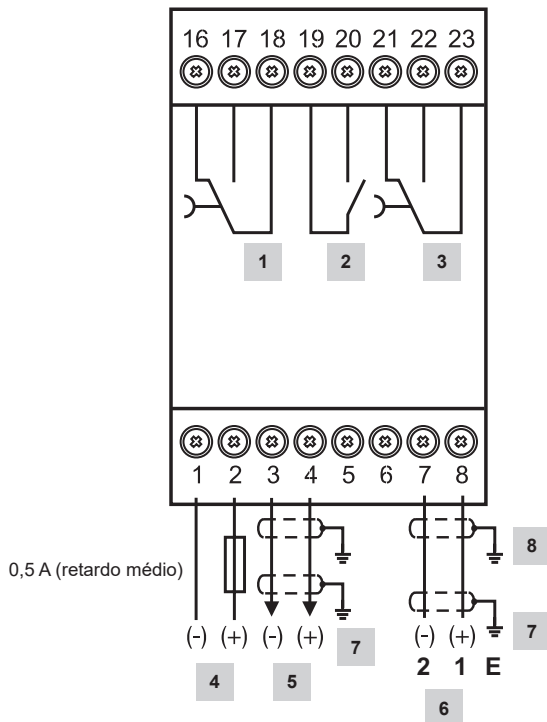 16 17 18 19 20 21 22 23
1 2 3
1 2 3 4 5 6 7 8
0,5 A (retardo médio)
8
(-) (+) (-) (+) 7 (-) (+) 7
2 1 E
4 5 6